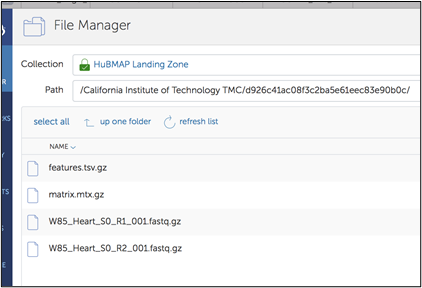 File Manager
Collection HuBMAP Landing Zone
Path /California Institute of Technology TMC/d926c41ac08f3c2ba5e61eec83e90b0c/
select all up one folder refresh list
NAME
features.tsv.gz
matrix.mtx.gz
W85_Heart_S0_R1_001.fastq.gz
W85_Heart_S0_R2_001.fastq.gz